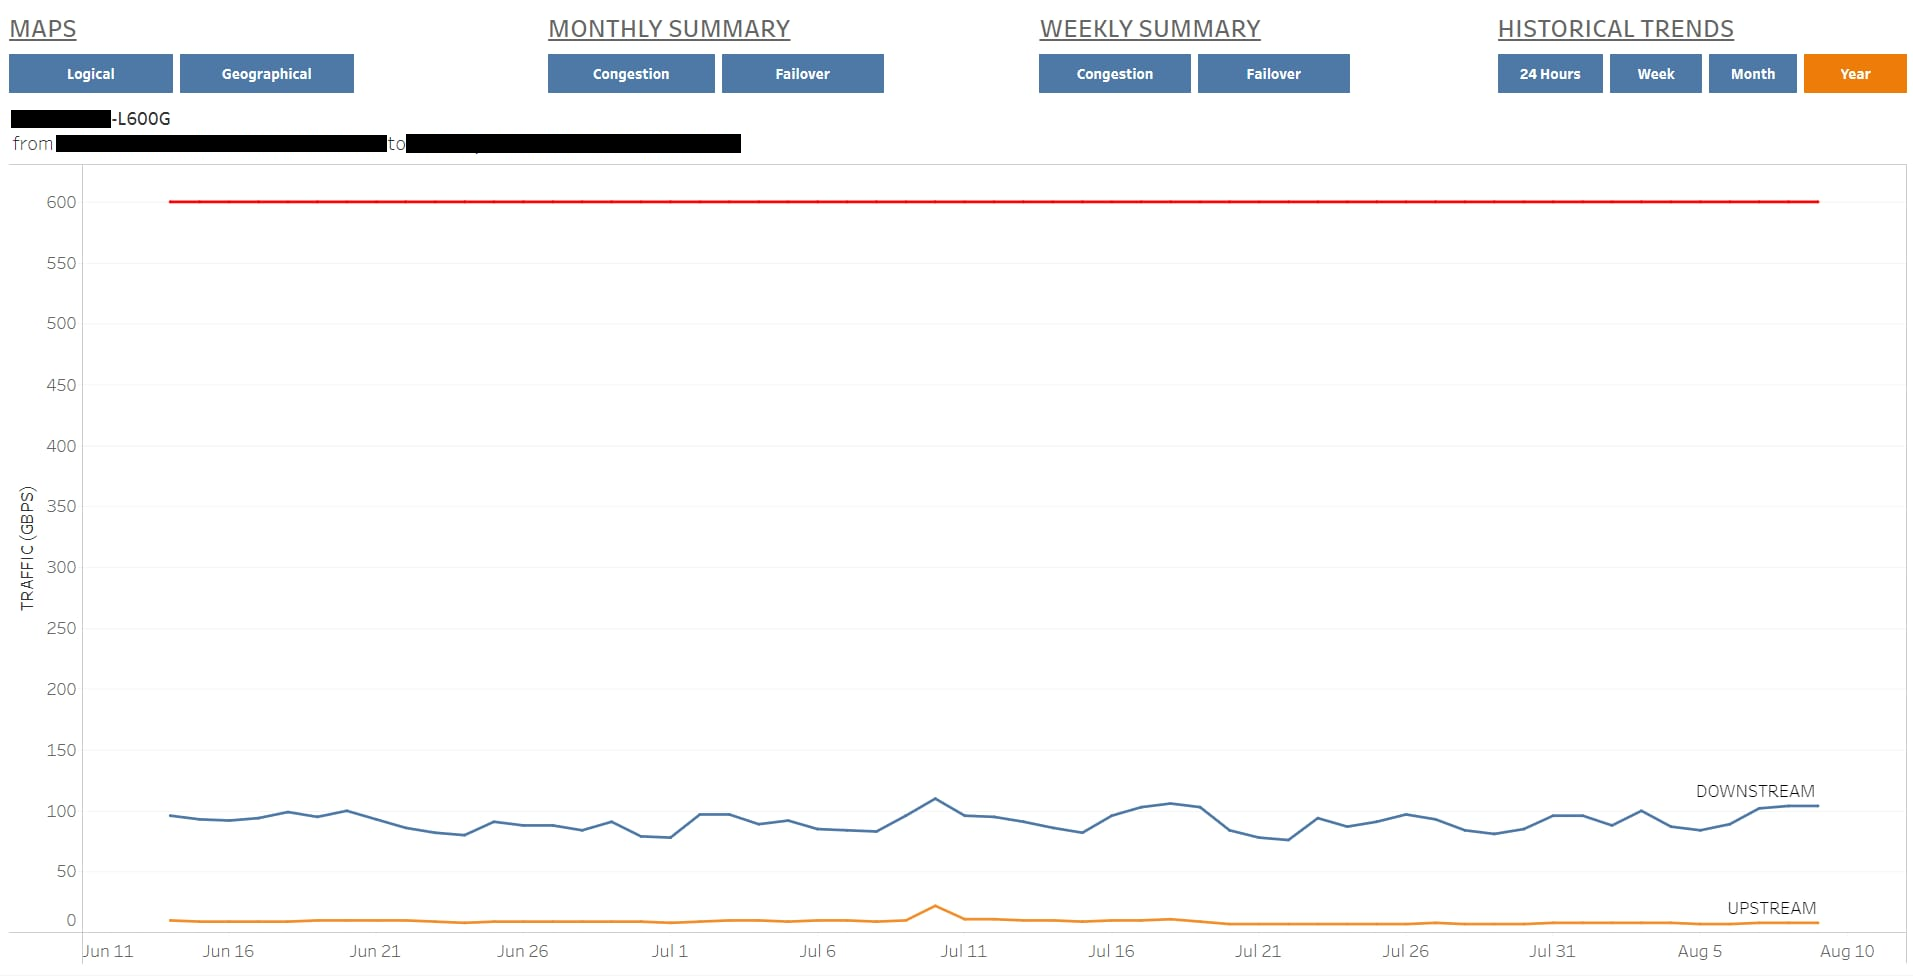 MAPS
MONTHLY SUMMARY
WEEKLY SUMMARY
HISTORICAL TRENDS
Logical
Geographical
Congestion
Failover
Congestion
Failover
24 Hours
Week
Month
Year
-L600G
from to
TRAFFIC (GBPS)
600
550
500
450
400
350
300
250
200
150
100
50
0
DOWNSTREAM
UPSTREAM
Jun 11
Jun 16
Jun 21
Jun 26
Jul 1
Jul 6
Jul 11
Jul 16
Jul 21
Jul 26
Jul 31
Aug 5
Aug 10